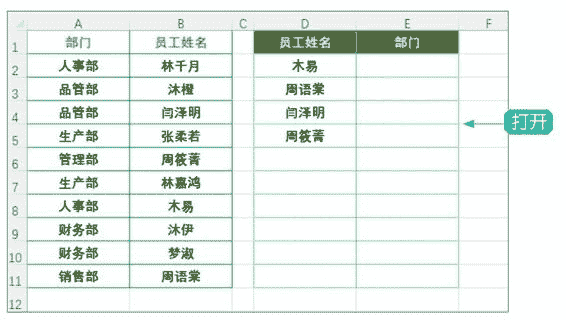 A B C D E F
1 部门 员工姓名 员工姓名 部门
2 人事部 林千月 木易
3 品管部 沐橙 周语棠
4 品管部 闫泽明 闫泽明
5 生产部 张柔若 周筱菁
6 管理部 周筱菁
7 生产部 林嘉鸿
8 人事部 木易
9 财务部 沐伊
10 财务部 梦淑
11 销售部 周语棠
12
打开